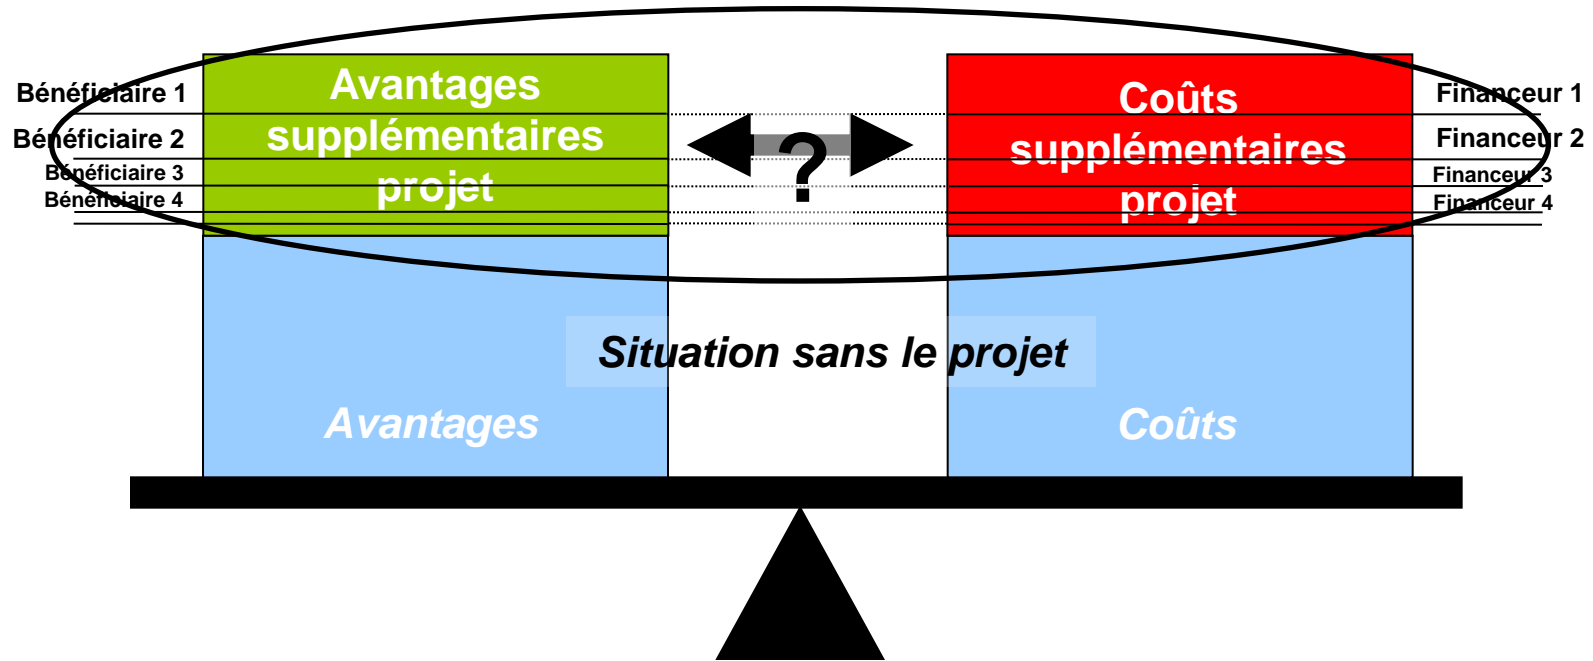 Bénéficiaire 1
Bénéficiaire 2
Bénéficiaire 3
Bénéficiaire 4
Avantages
supplémentaires
projet
?
Coûts
supplémentaires
projet
Financeur 1
Financeur 2
Financeur 3
Financeur 4
Situation sans le projet
Avantages
Coûts